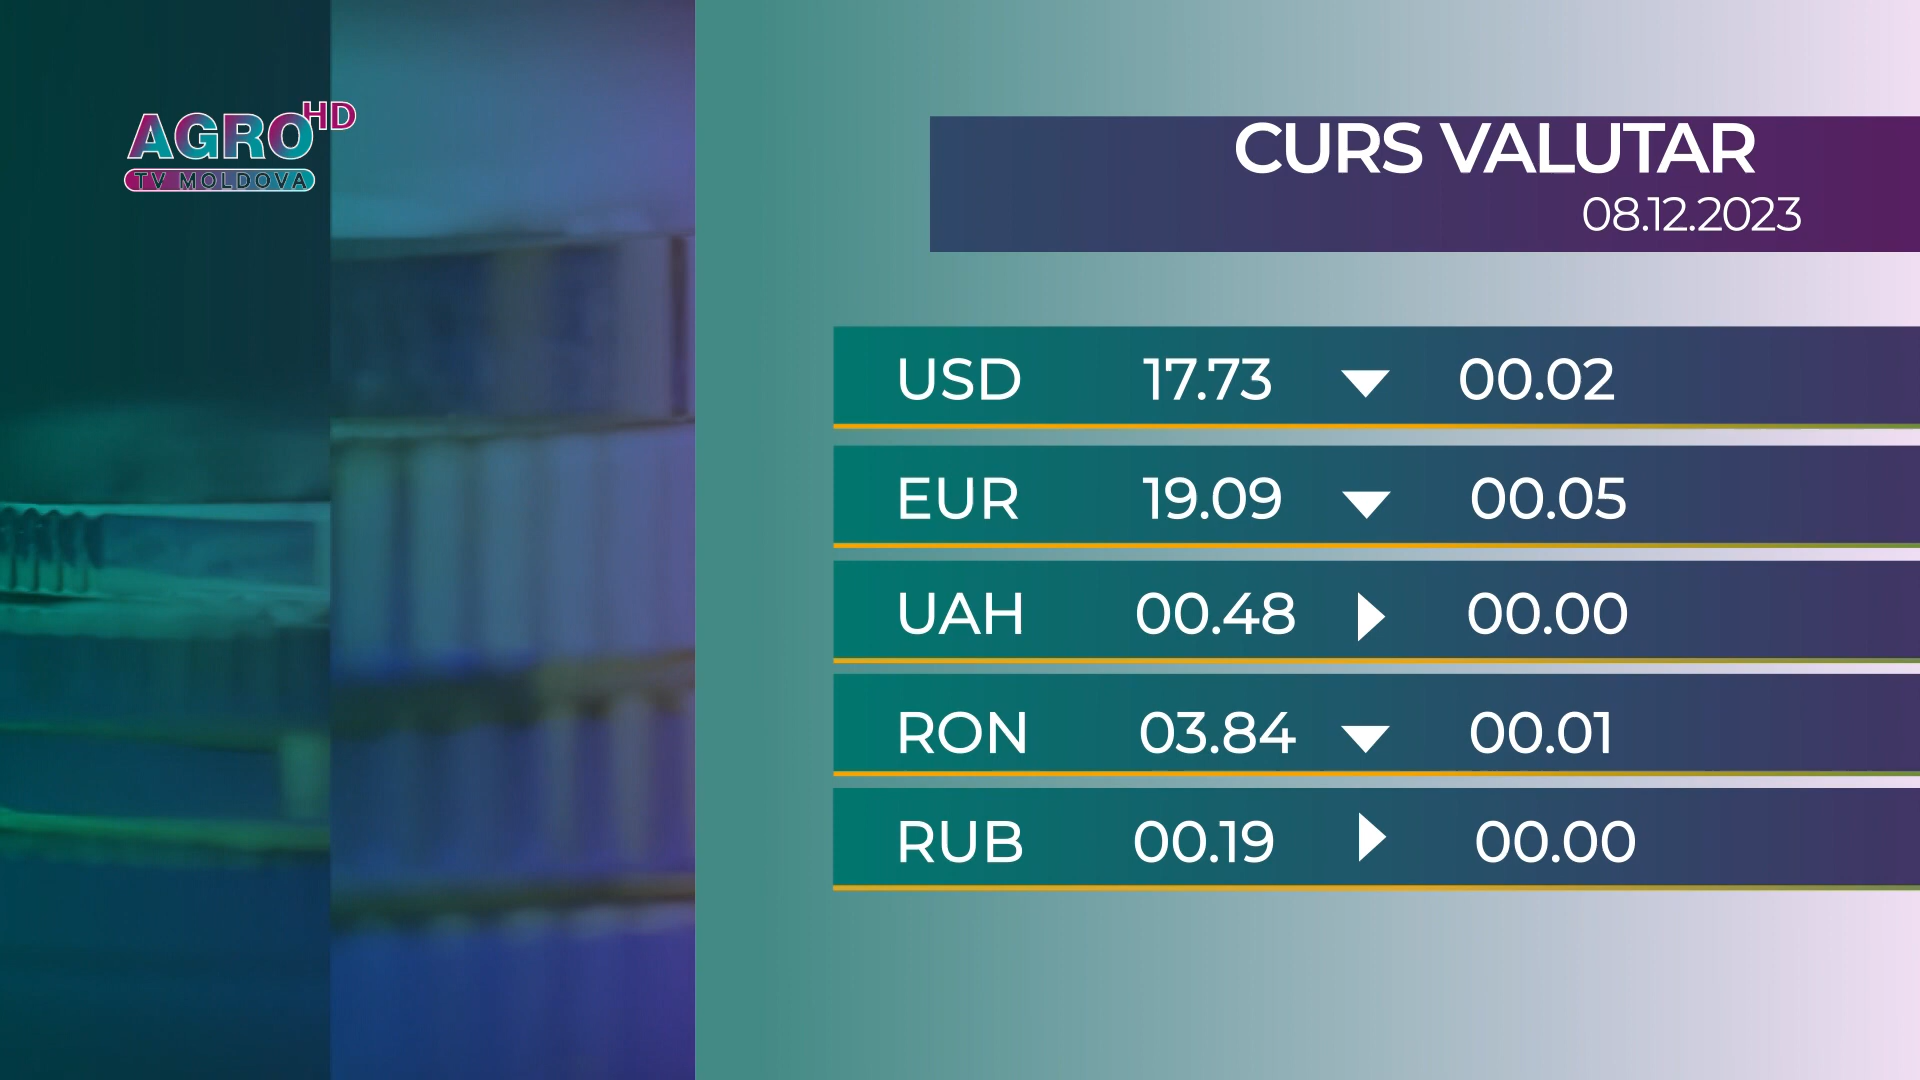 AGRO HD
TV MOLDOVA
CURS VALUTAR
08.12.2023
USD 17.73 00.02
EUR 19.09 00.05
UAH 00.48 00.00
RON 03.84 00.01
RUB 00.19 00.00